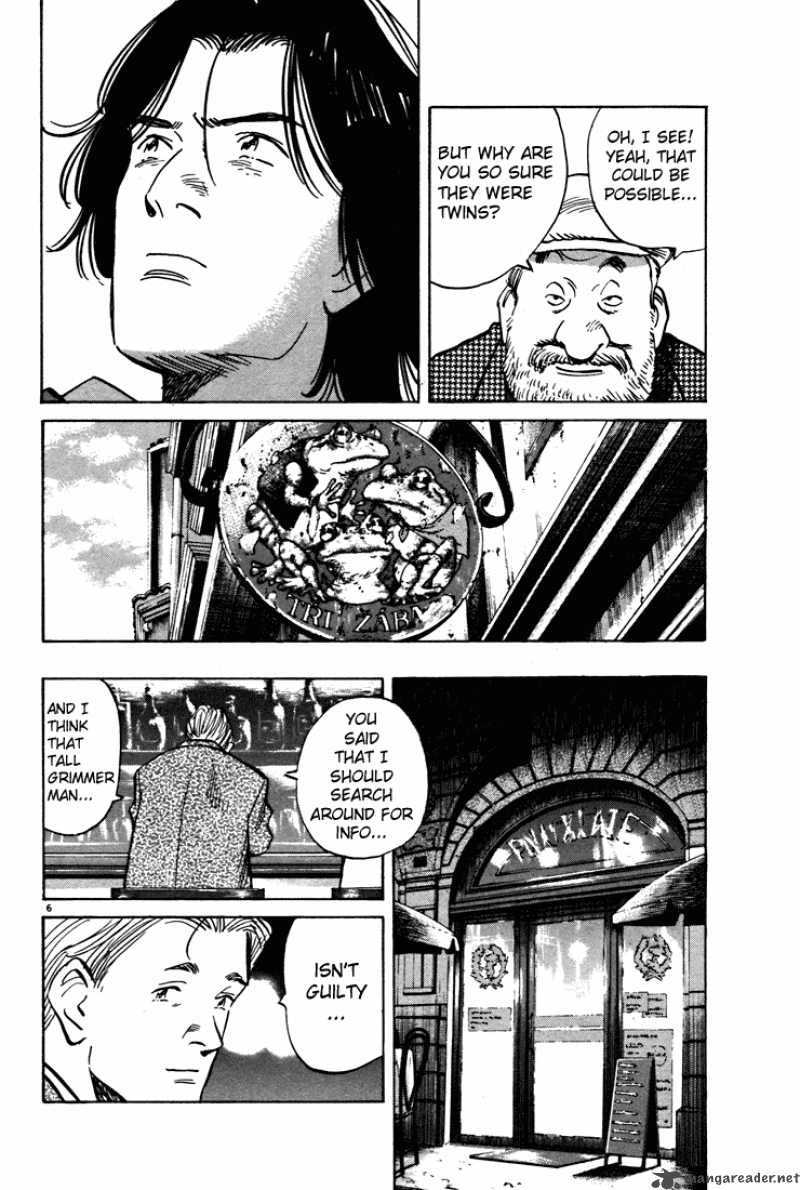 OH, I SEE!
YEAH, THAT
COULD BE
POSSIBLE...
BUT WHY ARE
YOU SO SURE
THEY WERE
TWINS?
TRI
YOU
SAID
THAT I
SHOULD
SEARCH
AROUND FOR
INFO...
AND I
THINK
THAT
TALL
GRIMMER
MAN...
6
ISN'T
GUILTY
...
mangareader.net